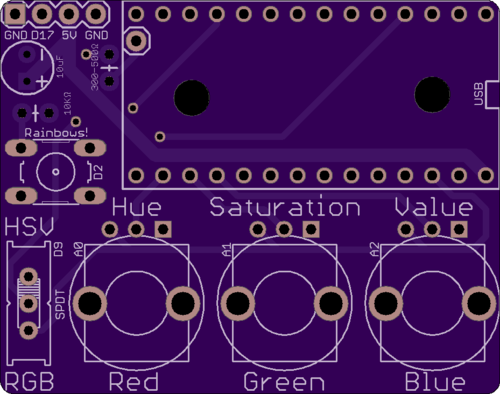 GND D17 5V GND
10uF
300-500Ω
10KΩ
USB
Rainbows!
D2
Hue Saturation Value
HSV
D9
A0
A1
A2
SPDT
RGB Red Green Blue